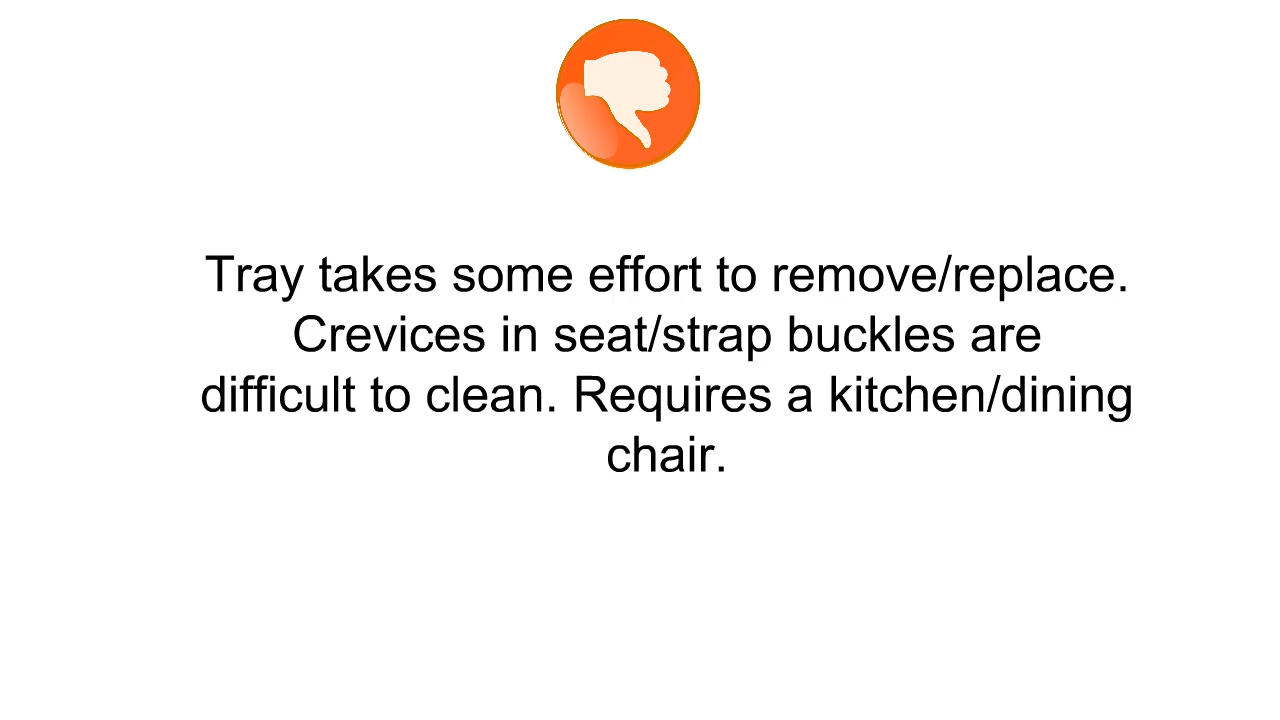 Tray takes some effort to remove/replace.
Crevices in seat/strap buckles are
difficult to clean. Requires a kitchen/dining
chair.